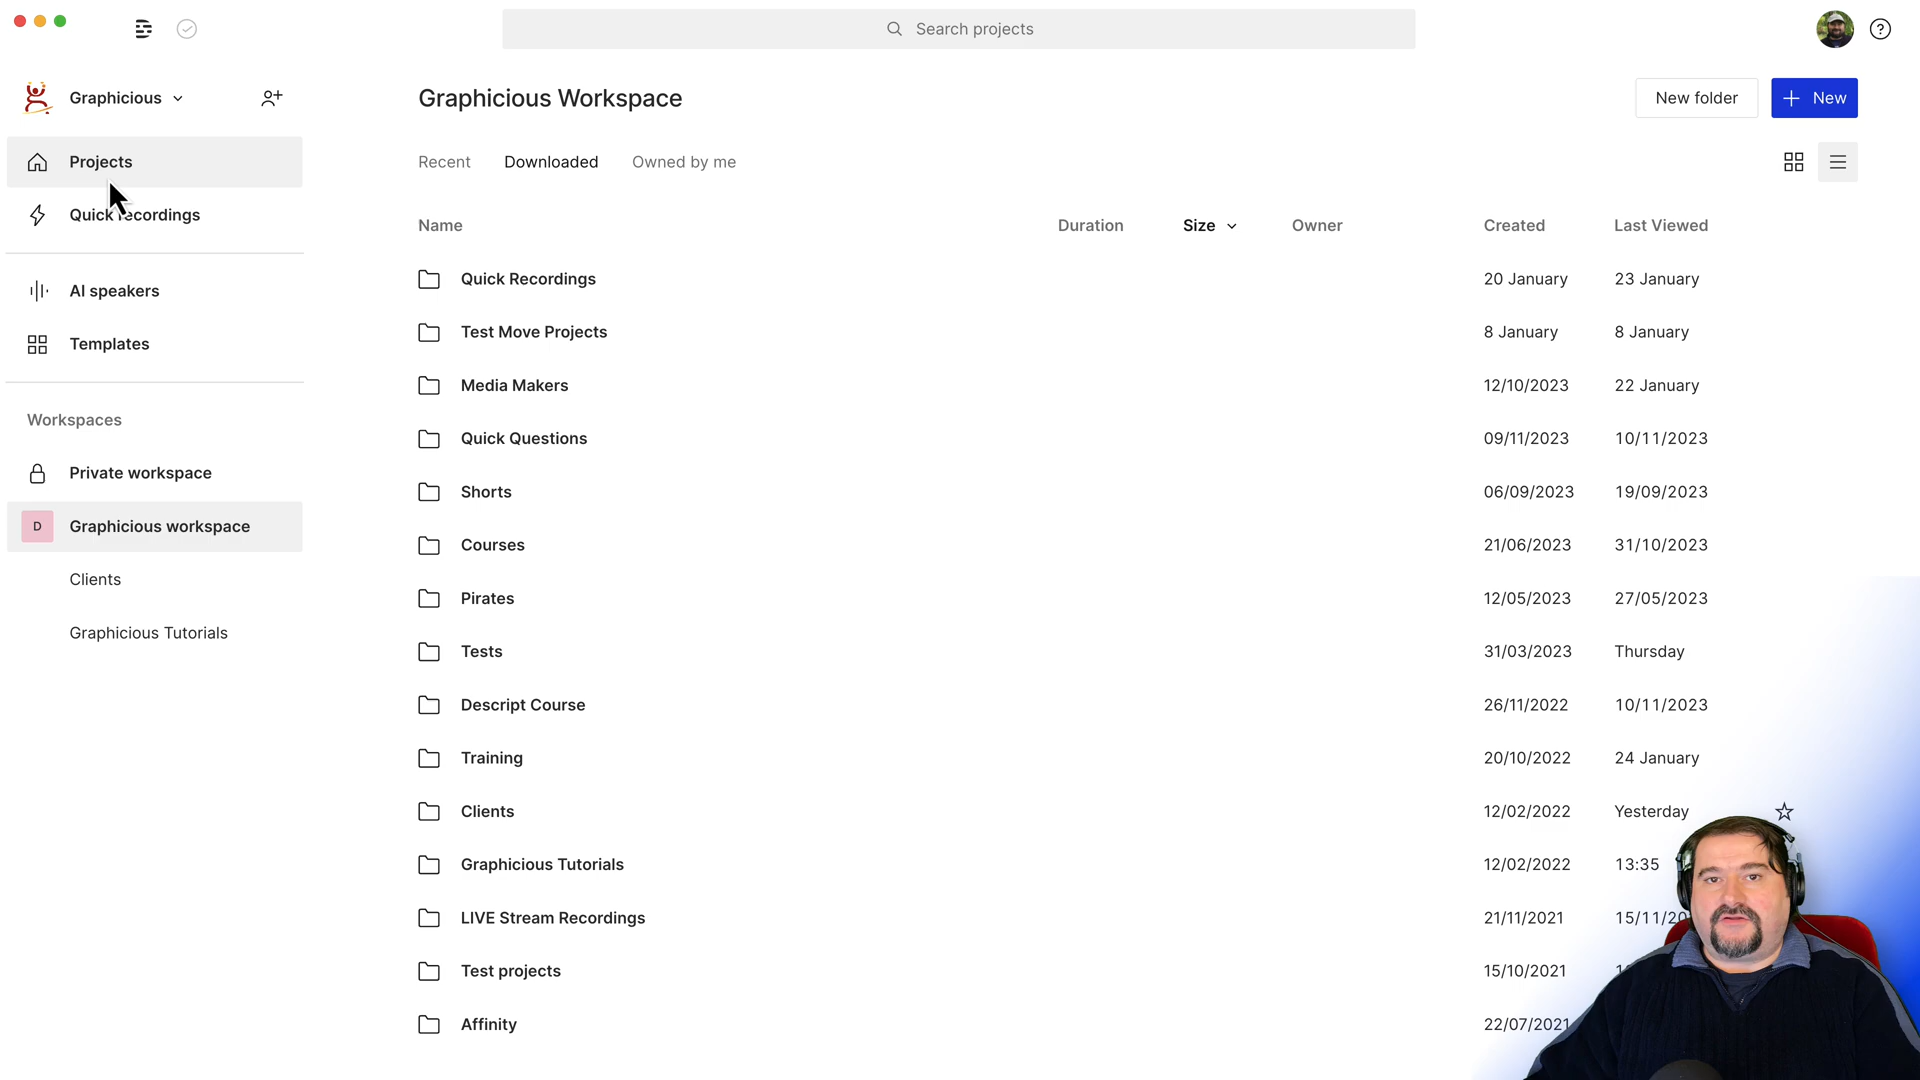 Search projects
Graphicious
Graphicious Workspace
New folder
New
Projects
Recent Downloaded Owned by me
Quick recordings
Name Duration Size Owner Created Last Viewed
Quick Recordings 20 January 23 January
AI speakers
Test Move Projects 8 January 8 January
Templates
Media Makers 12/10/2023 22 January
Workspaces
Quick Questions 09/11/2023 10/11/2023
Private workspace
Shorts 06/09/2023 19/09/2023
D Graphicious workspace
Courses 21/06/2023 31/10/2023
Clients
Pirates 12/05/2023 27/05/2023
Graphicious Tutorials
Tests 31/03/2023 Thursday
Descript Course 26/11/2022 10/11/2023
Training 20/10/2022 24 January
Clients 12/02/2022 Yesterday
Graphicious Tutorials 12/02/2022 13:35
LIVE Stream Recordings 21/11/2021
Test projects 15/10/2021
Affinity 22/07/2021